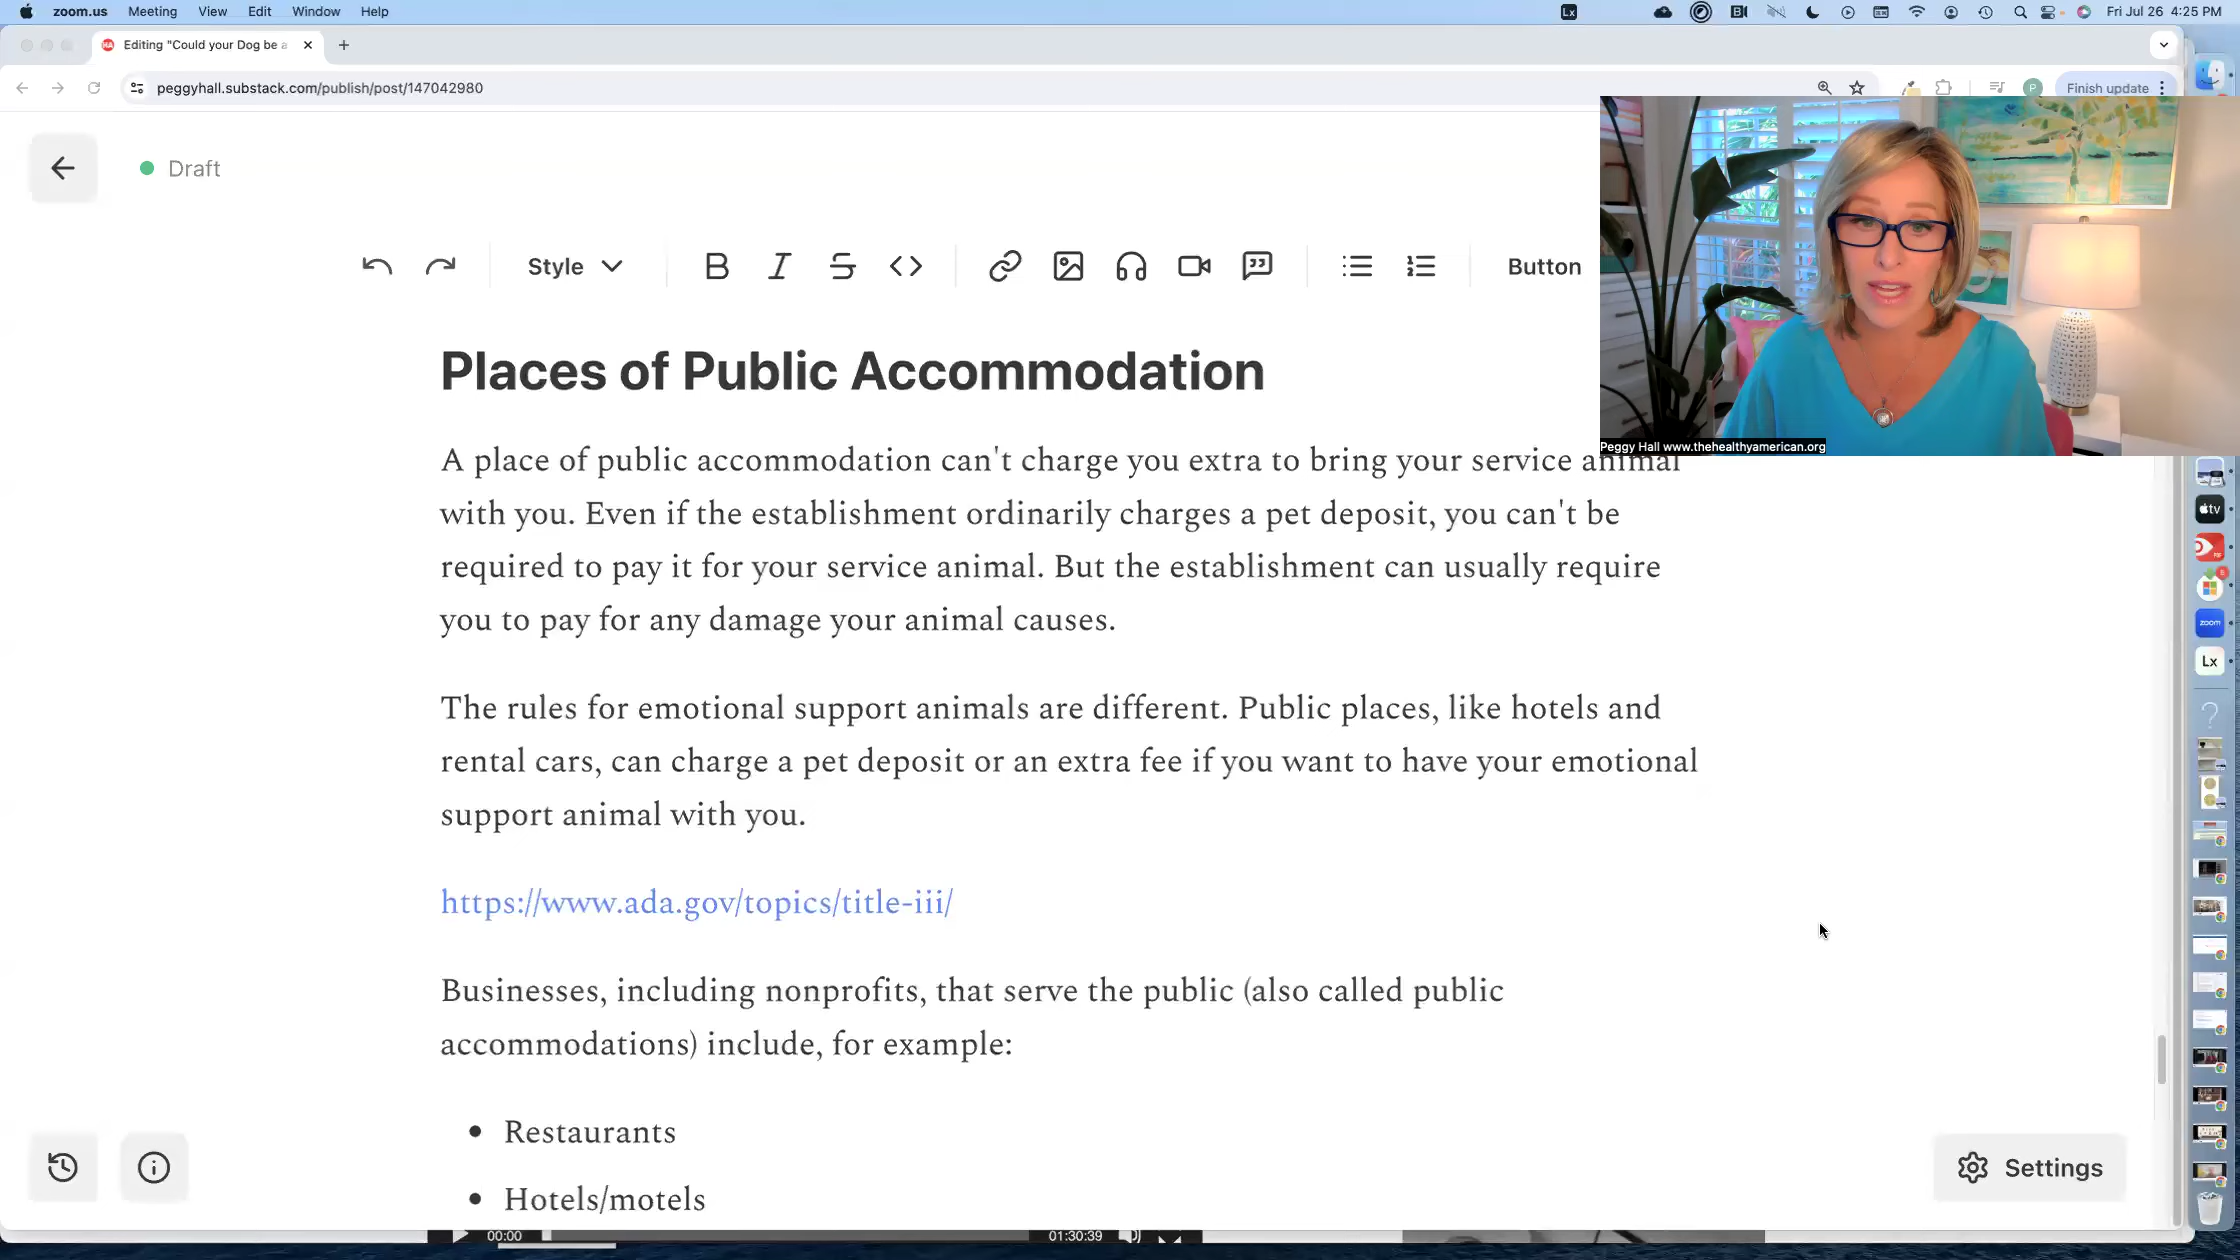 zoom.us Meeting View Edit Window Help
Lx
Fri Jul 26 4:25 PM
Editing "Could your Dog be a
peggyhall.substack.com/publish/post/147042980
P
Finish update
Draft
Style
Button
Places of Public Accommodation
Peggy Hall www.thehealthyamerican.org
A place of public accommodation can't charge you extra to bring your service animal
with you. Even if the establishment ordinarily charges a pet deposit, you can't be
required to pay it for your service animal. But the establishment can usually require
you to pay for any damage your animal causes.
The rules for emotional support animals are different. Public places, like hotels and
rental cars, can charge a pet deposit or an extra fee if you want to have your emotional
support animal with you.
https://www.ada.gov/topics/title-iii/
Businesses, including nonprofits, that serve the public (also called public
accommodations) include, for example:
• Restaurants
• Hotels/motels
Settings
00:00
01:30:39
tv
zoom
Lx